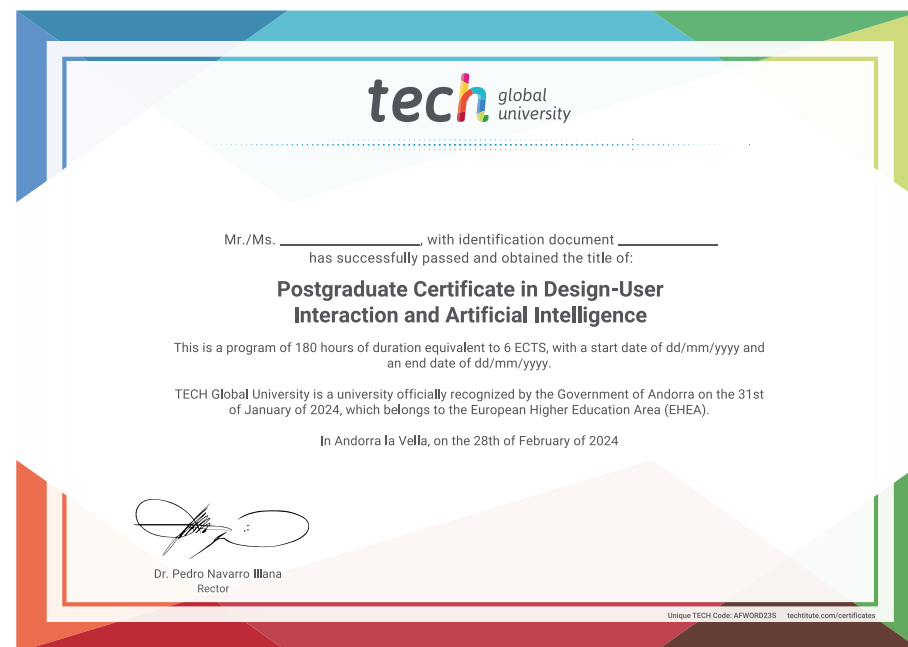 tech global university
Mr./Ms. ____________________, with identification document ______________
has successfully passed and obtained the title of:
Postgraduate Certificate in Design-User
Interaction and Artificial Intelligence
This is a program of 180 hours of duration equivalent to 6 ECTS, with a start date of dd/mm/yyyy and
an end date of dd/mm/yyyy.
TECH Global University is a university officially recognized by the Government of Andorra on the 31st
of January of 2024, which belongs to the European Higher Education Area (EHEA).
In Andorra la Vella, on the 28th of February of 2024
Dr. Pedro Navarro Illana
Rector
Unique TECH Code: AFWORD23S techtitute.com/certificates